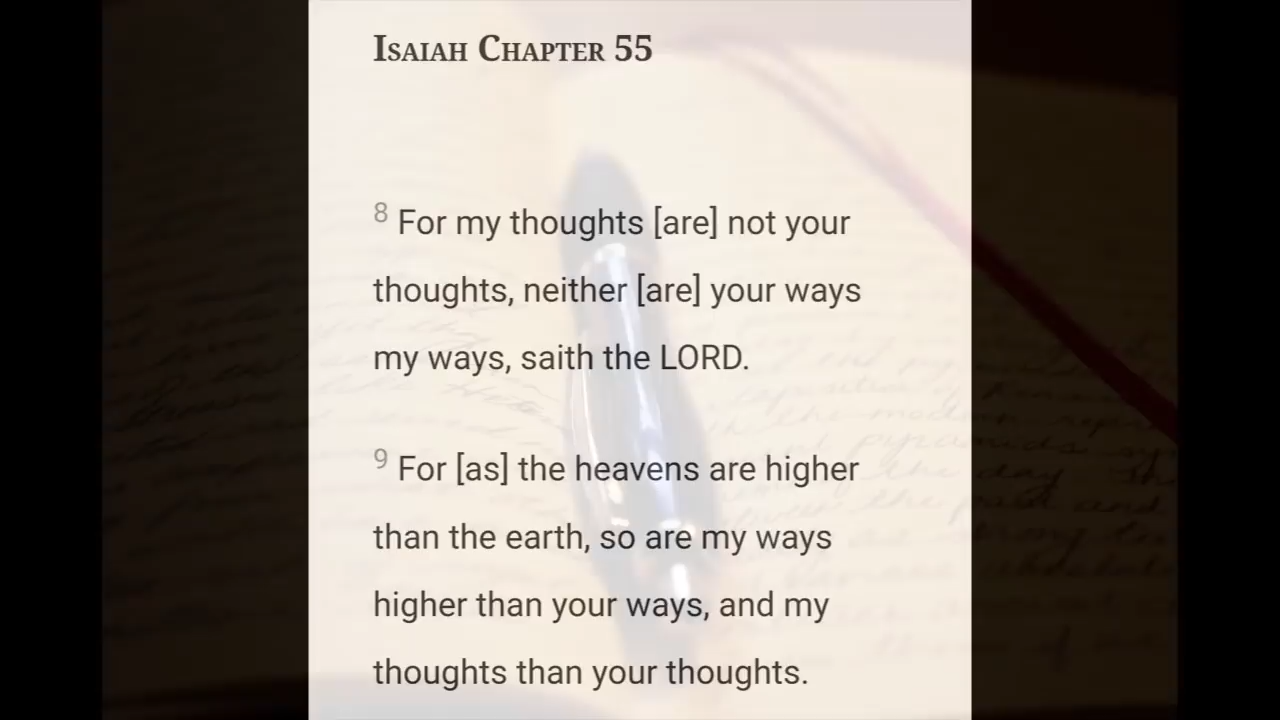 Isaiah Chapter 55
8 For my thoughts [are] not your
thoughts, neither [are] your ways
my ways, saith the LORD.
9 For [as] the heavens are higher
than the earth, so are my ways
higher than your ways, and my
thoughts than your thoughts.